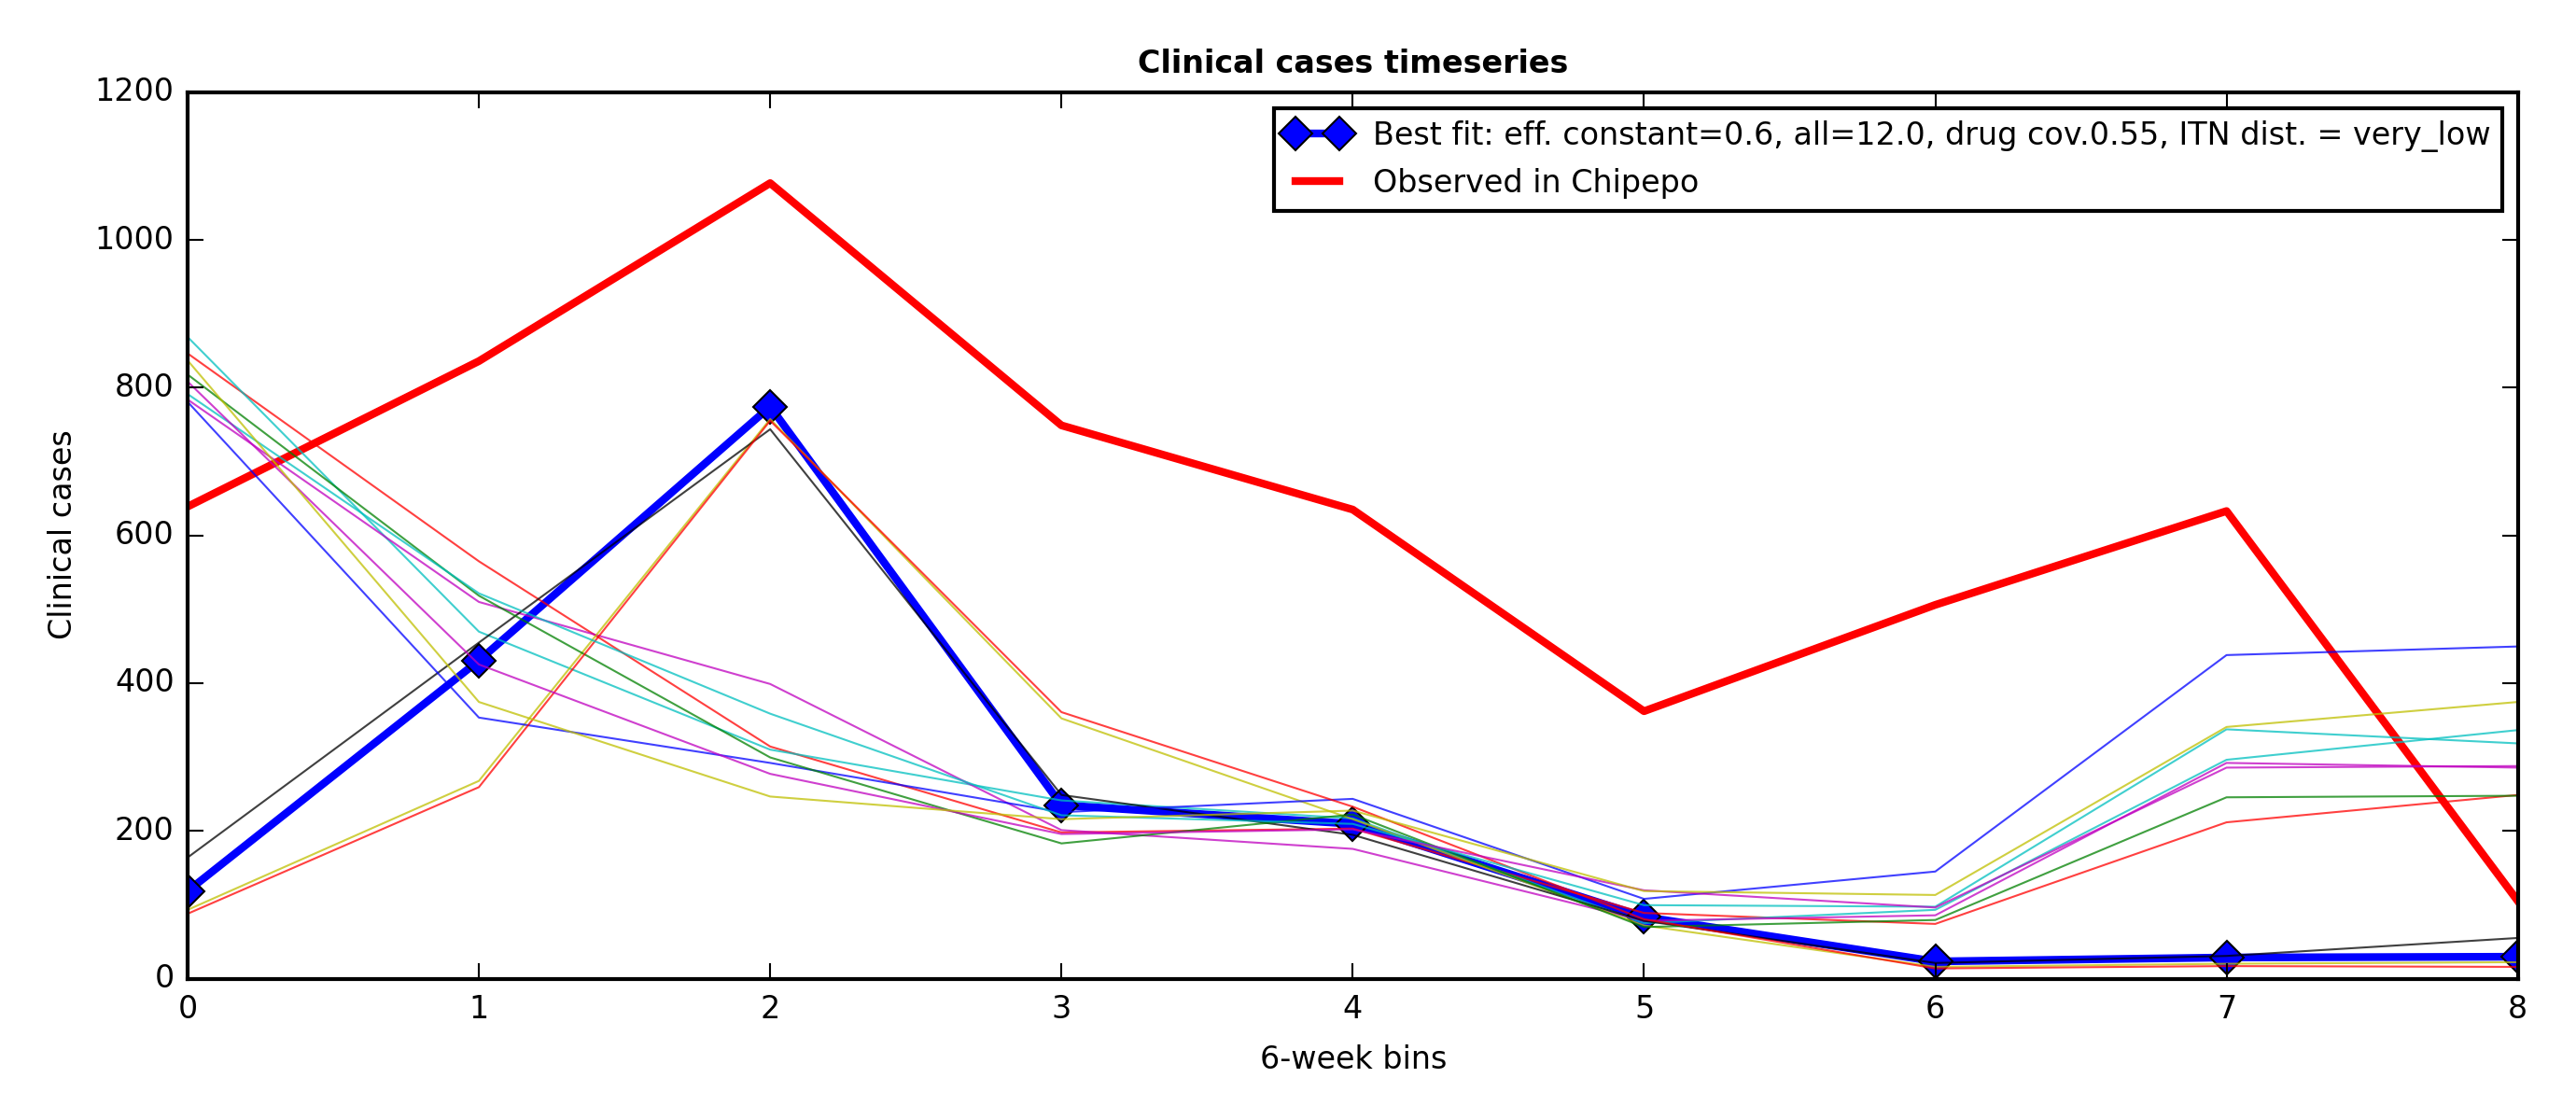 Clinical cases timeseries
Best fit: eff. constant=0.6, all=12.0, drug cov.0.55, ITN dist. = very_low
Observed in Chipepo
1200
1000
800
600
400
200
0
Clinical cases
0 1 2 3 4 5 6 7 8
6-week bins